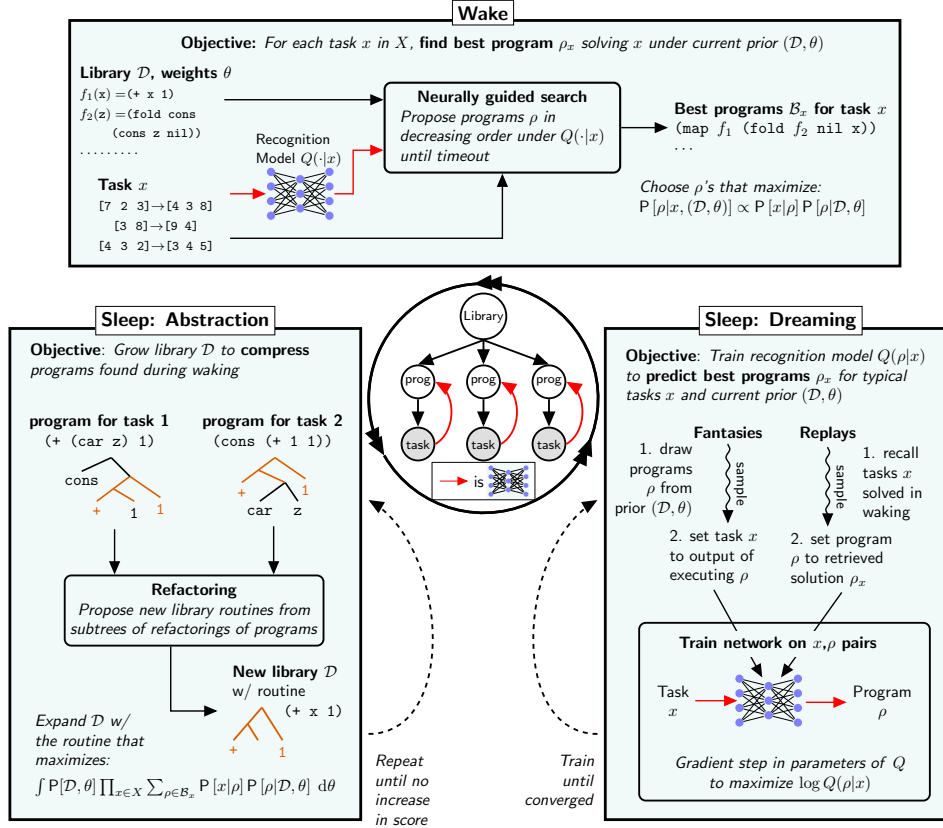 Wake
Objective: For each task x in X, find best program ρₓ solving x under current prior (𝒟, θ)
Library 𝒟, weights θ
f₁(x) =(+ x 1)
f₂(z) =(fold cons
(cons z nil))
.........
Recognition
Model Q(·|x)
Task x
[7 2 3]→[4 3 8]
[3 8]→[9 4]
[4 3 2]→[3 4 5]
Neurally guided search
Propose programs ρ in
decreasing order under Q(·|x)
until timeout
Best programs ℬₓ for task x
(map f₁ (fold f₂ nil x))
...
Choose ρ's that maximize:
P [ρ|x, (𝒟, θ)] ∝ P [x|ρ] P [ρ|𝒟, θ]
Library
prog
prog
prog
task
task
task
is
Sleep: Abstraction
Objective: Grow library 𝒟 to compress
programs found during waking
program for task 1
(+ (car z) 1)
cons
+
1
1
program for task 2
(cons (+ 1 1))
+
1
car
z
Refactoring
Propose new library routines from
subtrees of refactorings of programs
New library 𝒟
w/ routine
(+ x 1)
+
1
Expand 𝒟 w/
the routine that
maximizes:
∫ P[𝒟, θ] ∏ₓ∈X ∑ρ∈ℬₓ P [x|ρ] P [ρ|𝒟, θ] dθ
Repeat
until no
increase
in score
Train
until
converged
Sleep: Dreaming
Objective: Train recognition model Q(ρ|x)
to predict best programs ρₓ for typical
tasks x and current prior (𝒟, θ)
Fantasies
1. draw
programs
ρ from
prior (𝒟, θ)
sample
2. set task x
to output of
executing ρ
Replays
sample
1. recall
tasks x
solved in
waking
2. set program
ρ to retrieved
solution ρₓ
Train network on x,ρ pairs
Task
x
Program
ρ
Gradient step in parameters of Q
to maximize log Q(ρ|x)